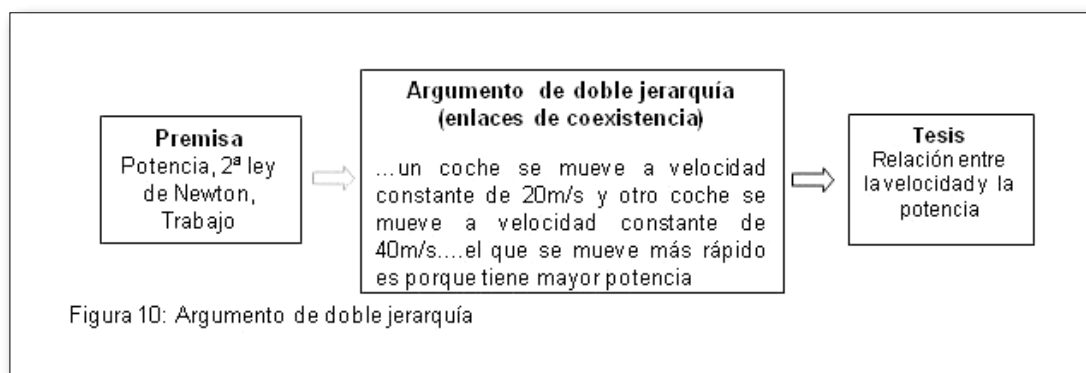 Premisa
Potencia, 2ª ley
de Newton,
Trabajo
Argumento de doble jerarquía
(enlaces de coexistencia)
...un coche se mueve a velocidad
constante de 20m/s y otro coche se
mueve a velocidad constante de
40m/s....el que se mueve más rápido
es porque tiene mayor potencia
Tesis
Relación entre
la velocidad y la
potencia
Figura 10: Argumento de doble jerarquía